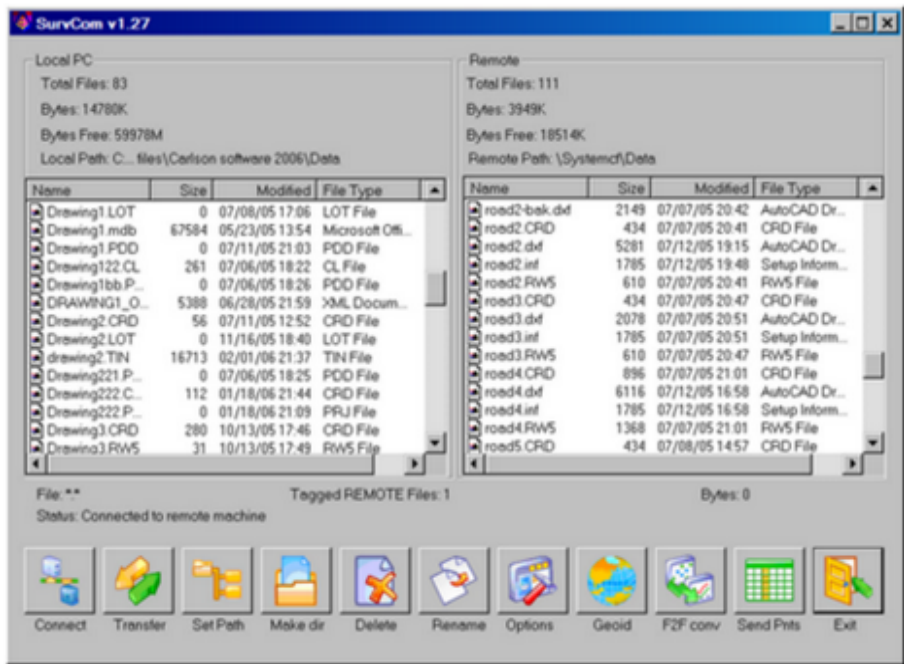 SurvCom v1.27
Local PC
Total Files: 83
Bytes: 14780K
Bytes Free: 59978M
Local Path: C... files\Carlson software 2006\Data
Name Size Modified File Type
Drawing1.LOT 0 07/08/05 17:06 LOT File
Drawing1.mdb 67584 05/23/05 13:54 Microsoft Offi...
Drawing1.PDD 0 07/11/05 21:03 PDD File
Drawing122.CL 261 07/06/05 18:22 CL File
Drawing1bb.P... 0 07/06/05 18:26 PDD File
DRAWING1_O... 5388 06/28/05 21:59 XML Docum...
Drawing2.CRD 56 07/11/05 12:52 CRD File
Drawing2.LOT 0 11/16/05 18:40 LOT File
drawing2.TIN 16713 02/01/06 21:37 TIN File
Drawing221.P... 0 07/06/05 18:25 PDD File
Drawing222.C... 112 01/18/06 21:44 CRD File
Drawing222.P... 0 01/18/06 21:09 PRJ File
Drawing3.CRD 280 10/13/05 17:46 CRD File
Drawing3.RW5 31 10/13/05 17:49 RW5 File
Remote
Total Files: 111
Bytes: 3949K
Bytes Free: 18514K
Remote Path: \Systemcf\Data
Name Size Modified File Type
road2-bak.dxf 2149 07/07/05 20:42 AutoCAD Dr...
road2.CRD 434 07/07/05 20:41 CRD File
road2.dxf 5281 07/12/05 19:15 AutoCAD Dr...
road2.inf 1785 07/12/05 19:48 Setup Inform...
road2.RW5 610 07/07/05 20:41 RW5 File
road3.CRD 434 07/07/05 20:47 CRD File
road3.dxf 2078 07/07/05 20:51 AutoCAD Dr...
road3.inf 1785 07/07/05 20:51 Setup Inform...
road3.RW5 610 07/07/05 20:47 RW5 File
road4.CRD 896 07/07/05 21:01 CRD File
road4.dxf 6116 07/12/05 16:58 AutoCAD Dr...
road4.inf 1785 07/12/05 16:58 Setup Inform...
road4.RW5 1368 07/07/05 21:01 RW5 File
road5.CRD 434 07/08/05 14:57 CRD File
File: *.* Tagged REMOTE Files: 1 Bytes: 0
Status: Connected to remote machine
Connect Transfer Set Path Make dir Delete Rename Options Geoid F2F conv Send Pnts Exit